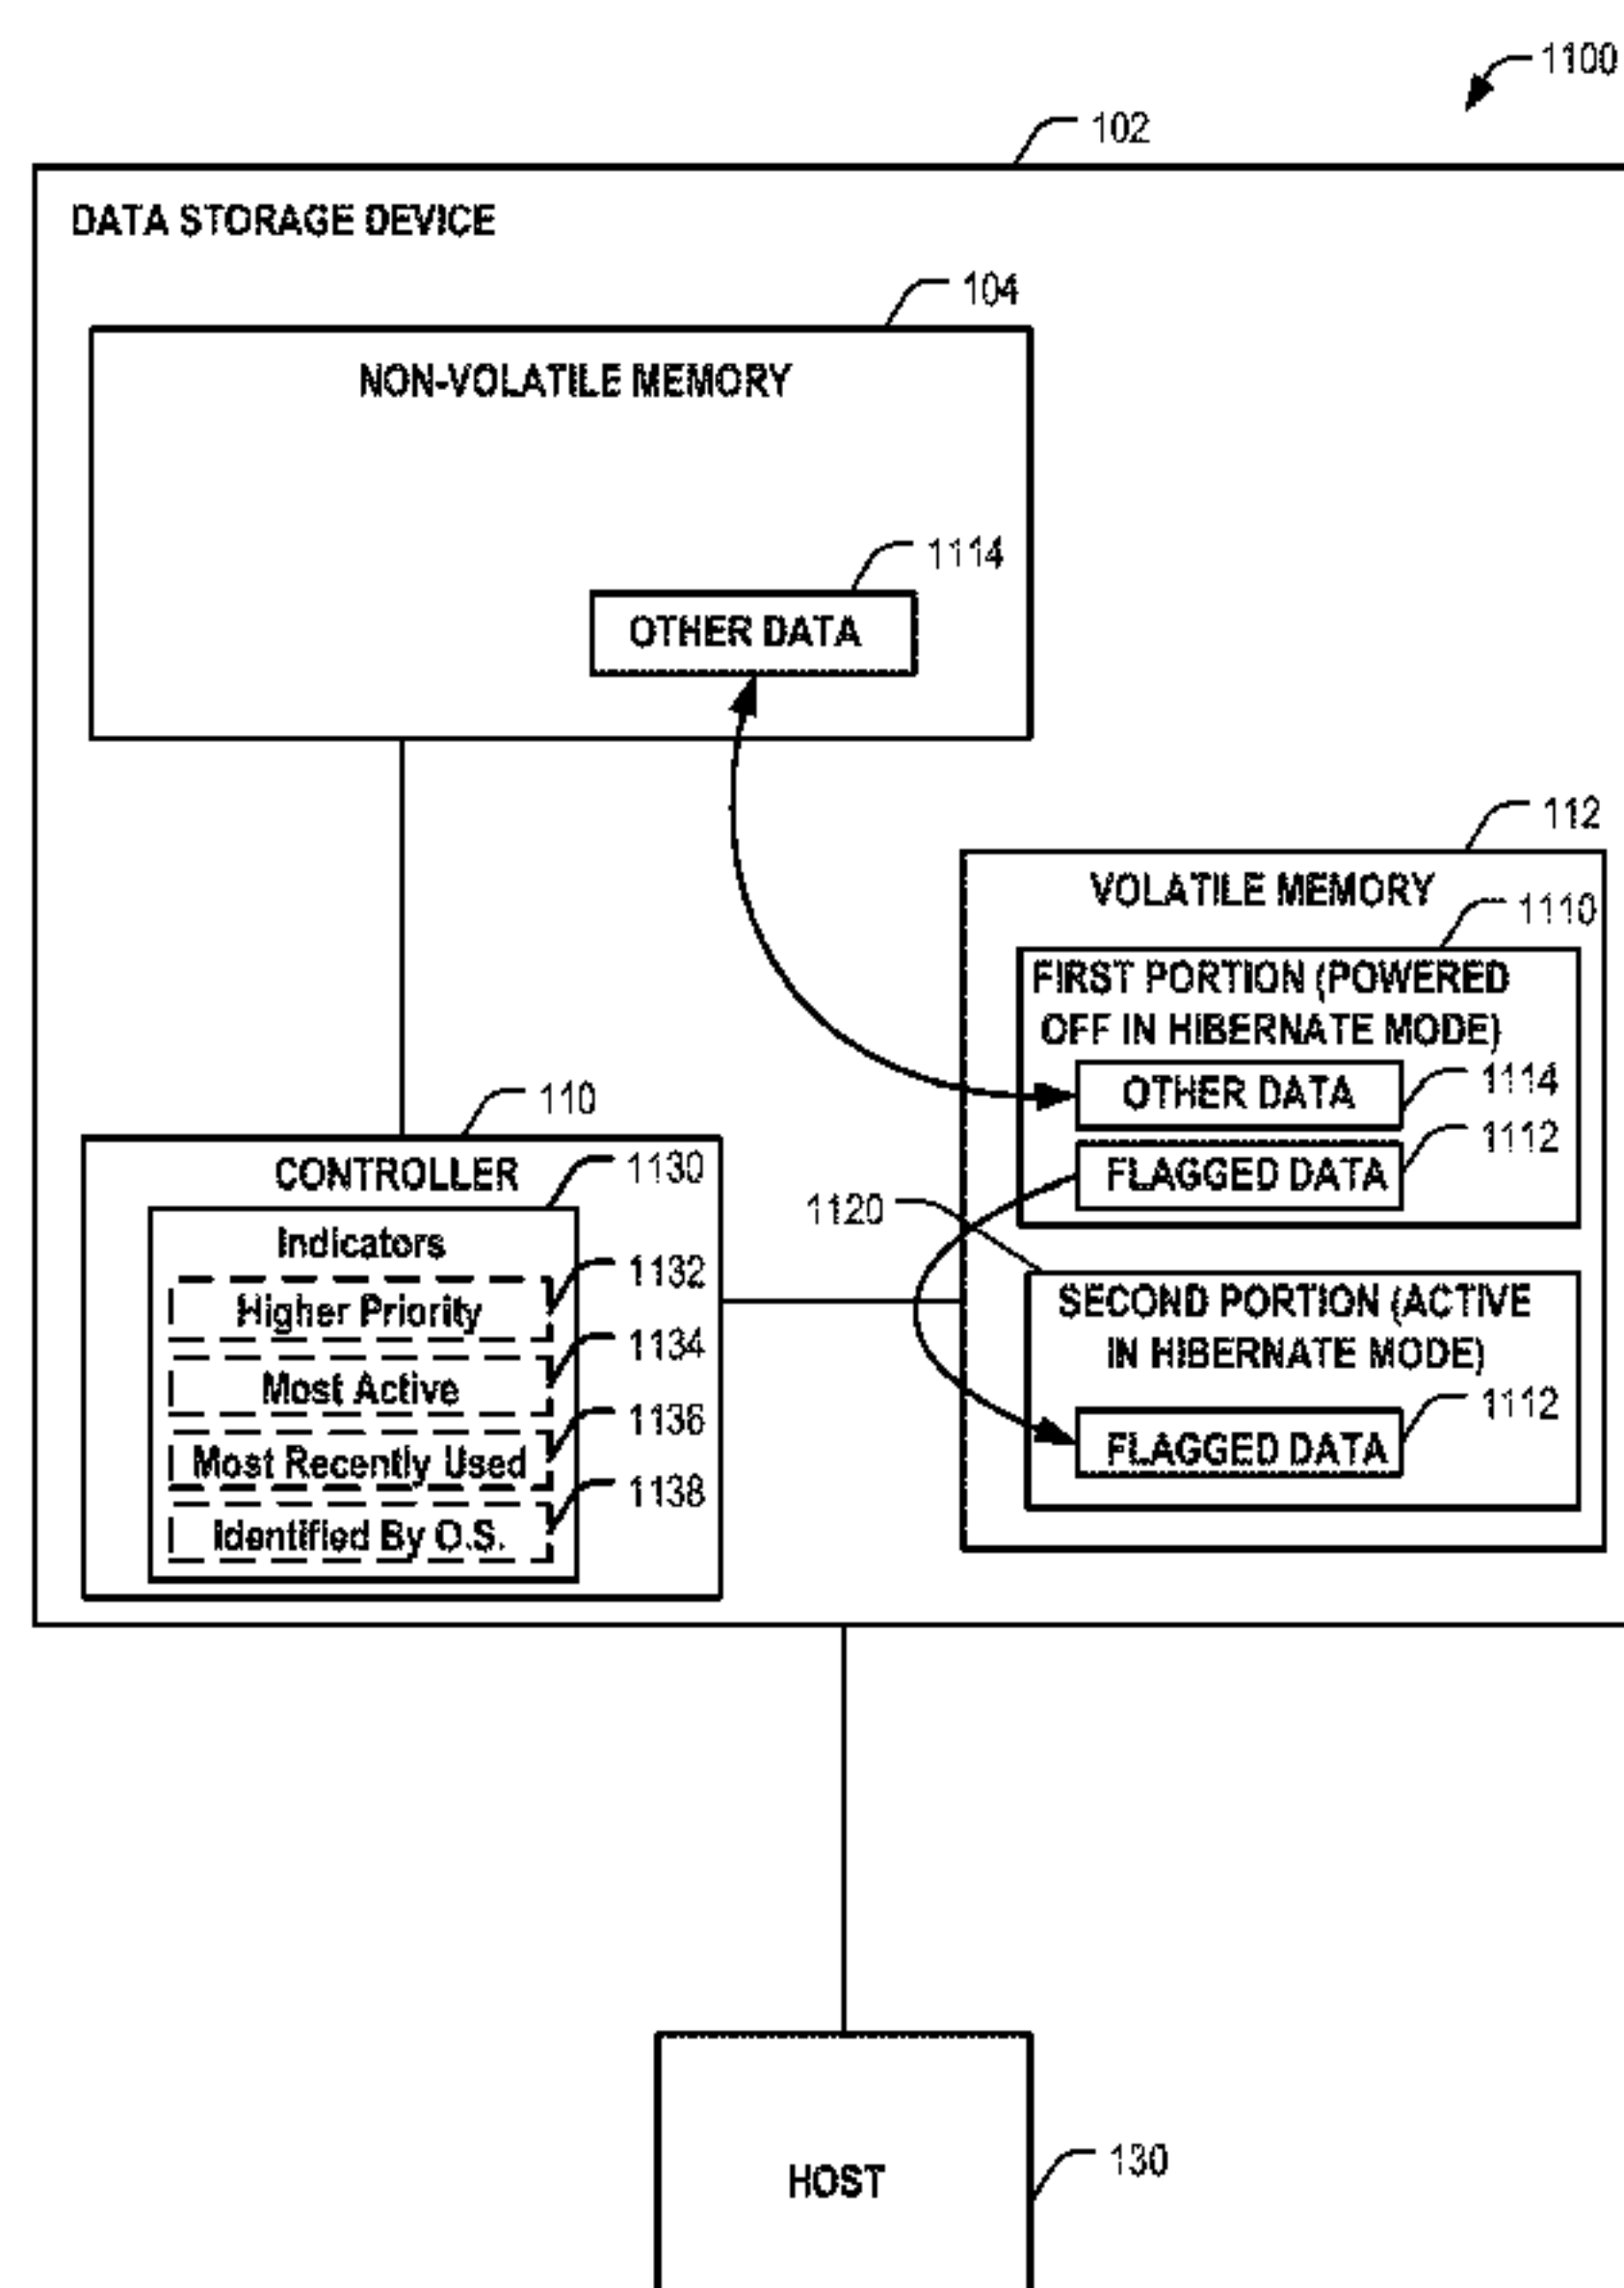 1100
102
DATA STORAGE DEVICE
104
NON-VOLATILE MEMORY
1114
OTHER DATA
112
VOLATILE MEMORY
1110
FIRST PORTION (POWERED
OFF IN HIBERNATE MODE)
OTHER DATA
1114
FLAGGED DATA
1112
1120
SECOND PORTION (ACTIVE
IN HIBERNATE MODE)
FLAGGED DATA
1112
110
CONTROLLER
1130
Indicators
Higher Priority
1132
Most Active
1134
Most Recently Used
1136
Identified By O.S.
1138
HOST
130